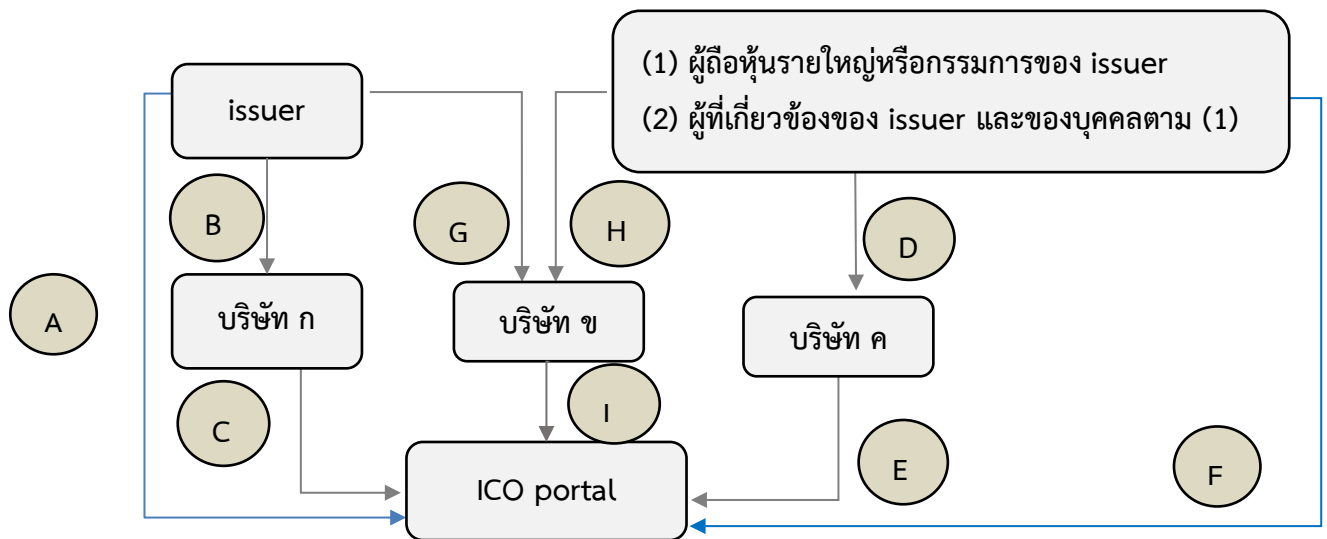 (1) ผู้ถือหุ้นรายใหญ่หรือกรรมการของ issuer
(2) ผู้ที่เกี่ยวข้องของ issuer และของบุคคลตาม (1)
issuer
B
G
H
D
A
บริษัท ก
บริษัท ข
บริษัท ค
C
I
E
F
ICO portal